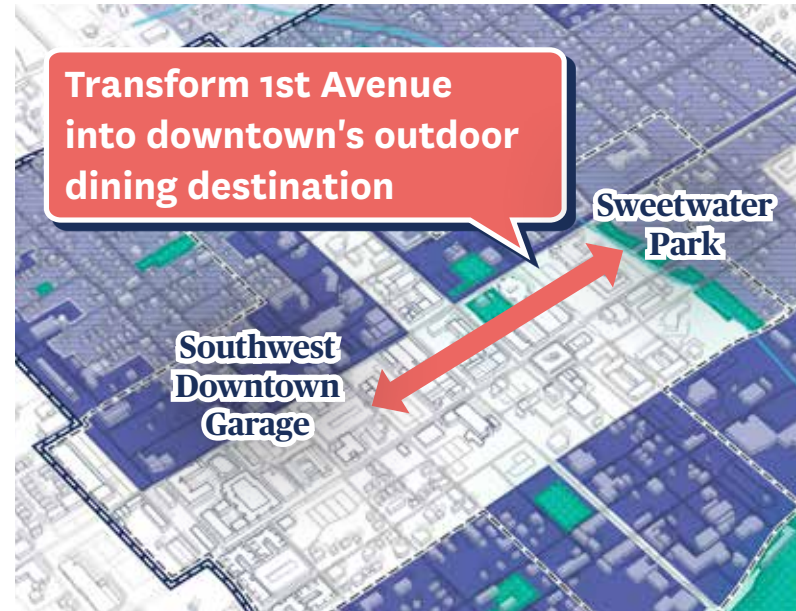 Transform 1st Avenue
into downtown's outdoor
dining destination
Sweetwater
Park
Southwest
Downtown
Garage